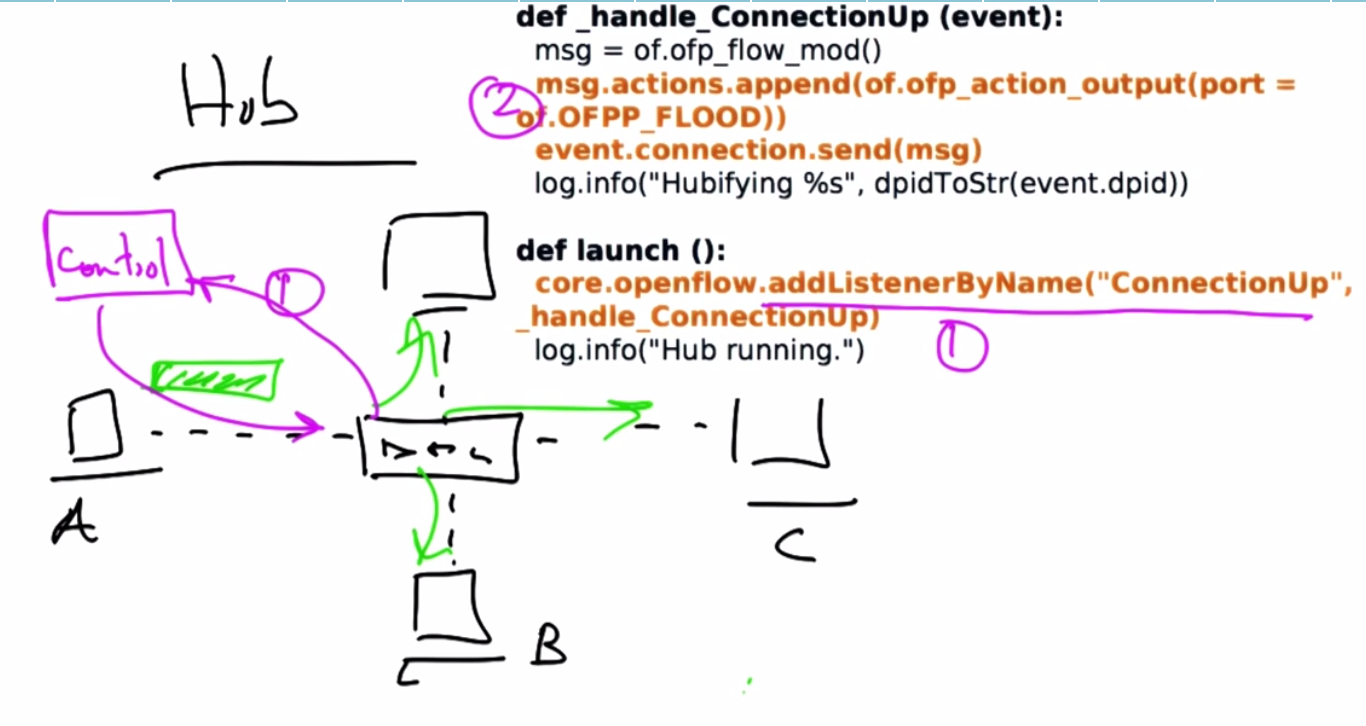 def _handle_ConnectionUp (event):
msg = of.ofp_flow_mod()
msg.actions.append(of.ofp_action_output(port =
of.OFPP_FLOOD))
event.connection.send(msg)
log.info("Hubifying %s", dpidToStr(event.dpid))
def launch ():
core.openflow.addListenerByName("ConnectionUp",
_handle_ConnectionUp)
log.info("Hub running.")
Hub
2
Control
1
1
A
C
B